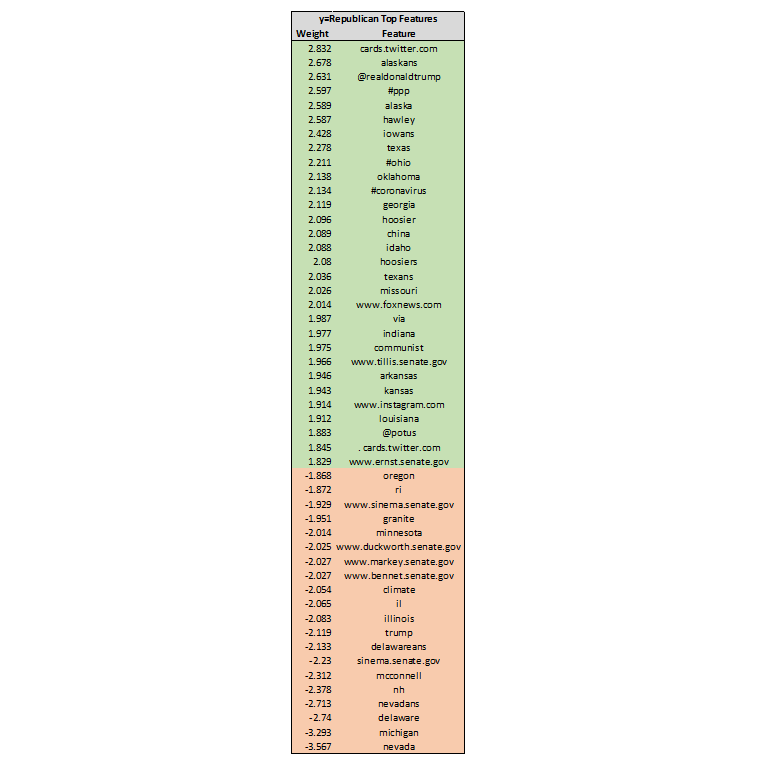 y=Republican Top Features
Weight Feature
2.832 cards.twitter.com
2.678 alaskans
2.631 @realdonaldtrump
2.597 #ppp
2.589 alaska
2.587 hawley
2.428 iowans
2.278 texas
2.211 #ohio
2.138 oklahoma
2.134 #coronavirus
2.119 georgia
2.096 hoosier
2.089 china
2.088 idaho
2.08 hoosiers
2.036 texans
2.026 missouri
2.014 www.foxnews.com
1.987 via
1.977 indiana
1.975 communist
1.966 www.tillis.senate.gov
1.946 arkansas
1.943 kansas
1.914 www.instagram.com
1.912 louisiana
1.883 @potus
1.845 . cards.twitter.com
1.829 www.ernst.senate.gov
-1.868 oregon
-1.872 ri
-1.929 www.sinema.senate.gov
-1.951 granite
-2.014 minnesota
-2.025 www.duckworth.senate.gov
-2.027 www.markey.senate.gov
-2.027 www.bennet.senate.gov
-2.054 climate
-2.065 il
-2.083 illinois
-2.119 trump
-2.133 delawareans
-2.23 sinema.senate.gov
-2.312 mcconnell
-2.378 nh
-2.713 nevadans
-2.74 delaware
-3.293 michigan
-3.567 nevada